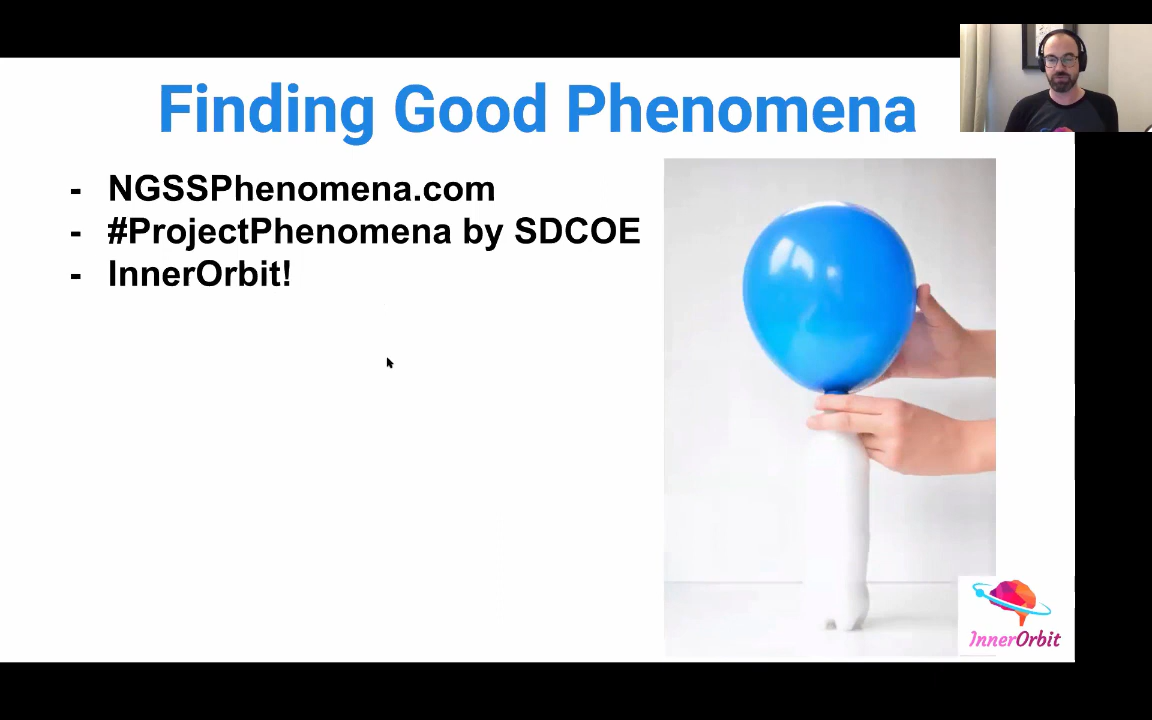 Finding Good Phenomena
- NGSSPhenomena.com
- #ProjectPhenomena by SDCOE
- InnerOrbit!
InnerOrbit